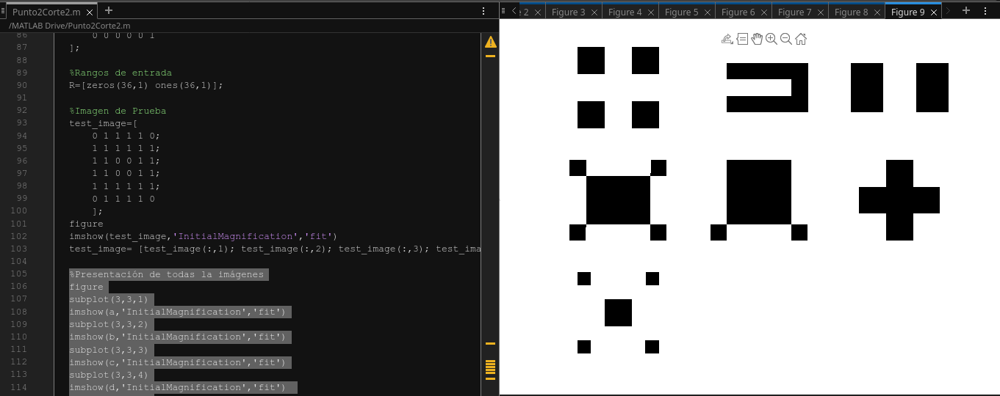 Punto2Corte2.m
e 2 Figure 3 Figure 4 Figure 5 Figure 6 Figure 7 Figure 8 Figure 9
/MATLAB Drive/Punto2Corte2.m
86 0 0 0 0 0 1
87 ];
88
89 %Rangos de entrada
90 R=[zeros(36,1) ones(36,1)];
91
92 %Imagen de Prueba
93 test_image=[
94 0 1 1 1 1 0;
95 1 1 1 1 1 1;
96 1 1 0 0 1 1;
97 1 1 0 0 1 1;
98 1 1 1 1 1 1;
99 0 1 1 1 1 0
100 ];
101 figure
102 imshow(test_image,'InitialMagnification','fit')
103 test_image= [test_image(:,1); test_image(:,2); test_image(:,3); test_ima
104
105 %Presentación de todas la imágenes
106 figure
107 subplot(3,3,1)
108 imshow(a,'InitialMagnification','fit')
109 subplot(3,3,2)
110 imshow(b,'InitialMagnification','fit')
111 subplot(3,3,3)
112 imshow(c,'InitialMagnification','fit')
113 subplot(3,3,4)
114 imshow(d,'InitialMagnification','fit')